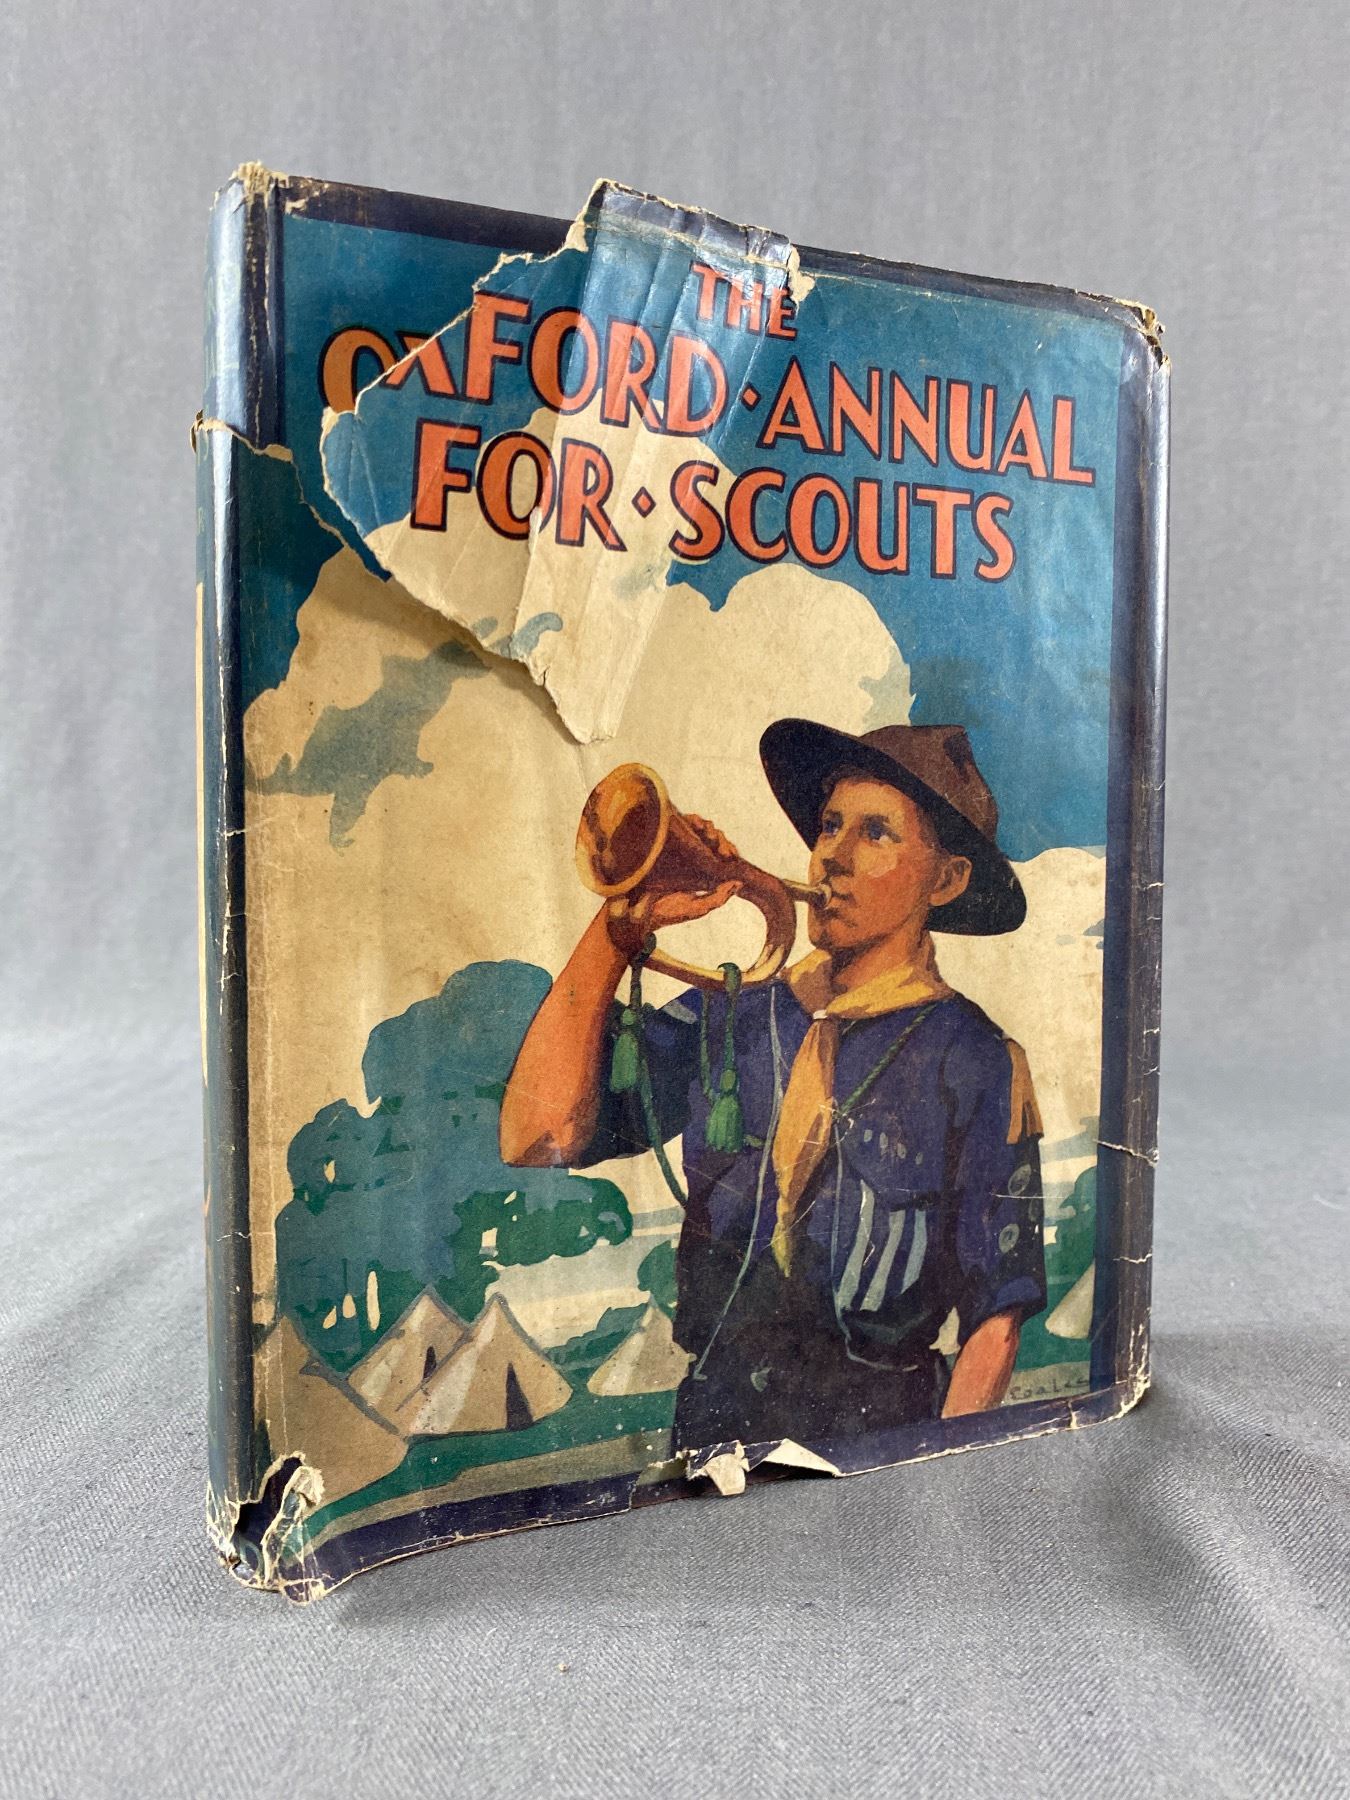 THE
OXFORD · ANNUAL
FOR · SCOUTS